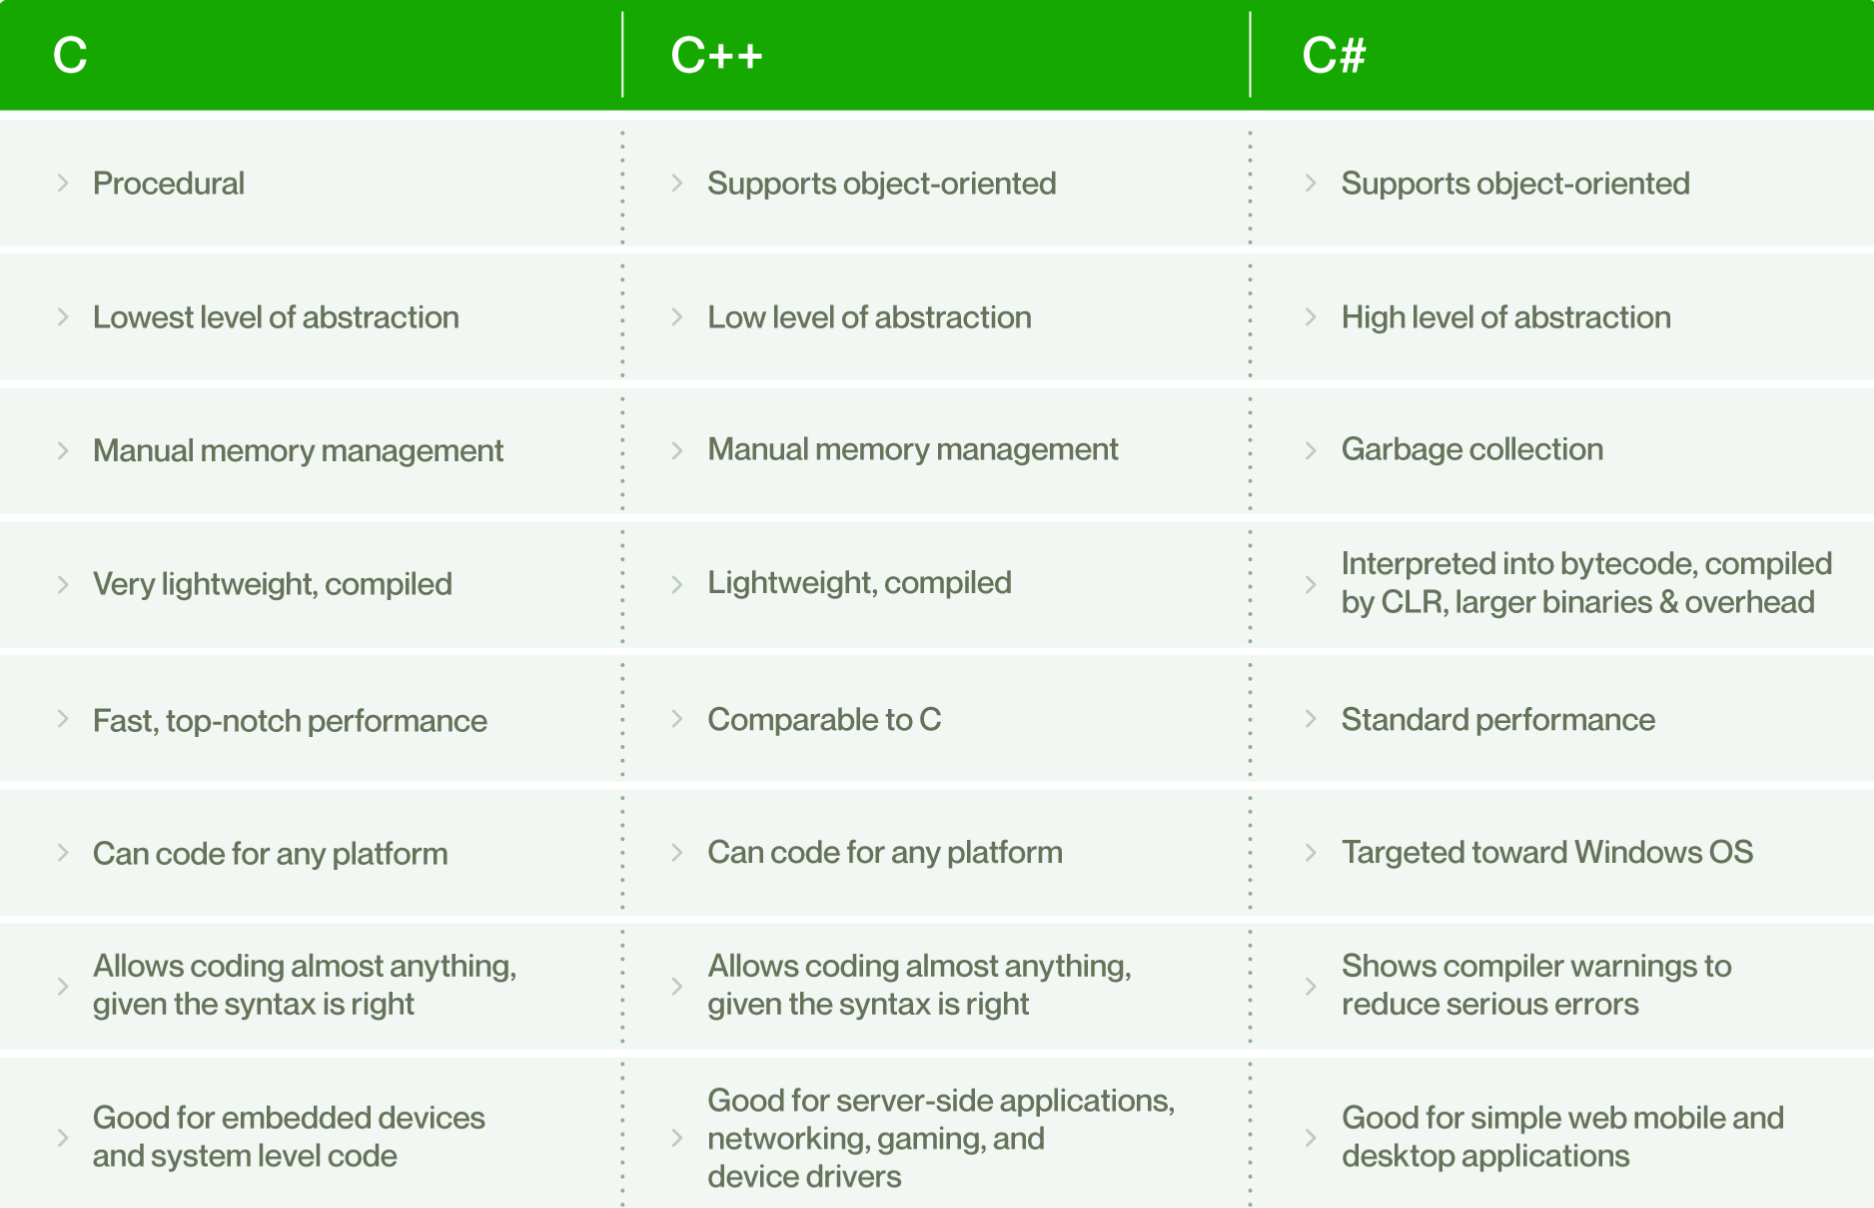 C
C++
C#
Procedural
Supports object-oriented
Supports object-oriented
Lowest level of abstraction
Low level of abstraction
High level of abstraction
Manual memory management
Manual memory management
Garbage collection
Very lightweight, compiled
Lightweight, compiled
Interpreted into bytecode, compiled
by CLR, larger binaries & overhead
Fast, top-notch performance
Comparable to C
Standard performance
Can code for any platform
Can code for any platform
Targeted toward Windows OS
Allows coding almost anything,
given the syntax is right
Allows coding almost anything,
given the syntax is right
Shows compiler warnings to
reduce serious errors
Good for embedded devices
and system level code
Good for server-side applications,
networking, gaming, and
device drivers
Good for simple web mobile and
desktop applications